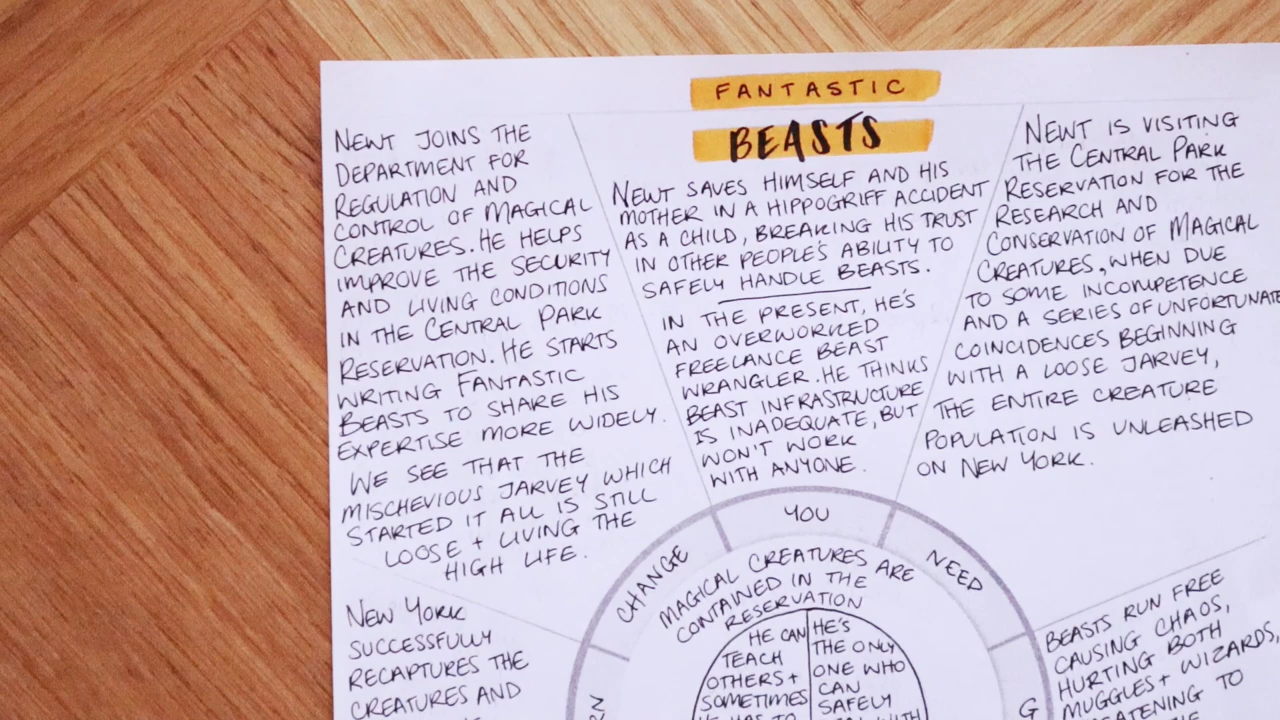 FANTASTIC
BEASTS
NEWT JOINS THE
DEPARTMENT FOR
REGULATION AND
CONTROL OF MAGICAL
CREATURES. HE HELPS
IMPROVE THE SECURITY
AND LIVING CONDITIONS
IN THE CENTRAL PARK
RESERVATION. HE STARTS
WRITING FANTASTIC
BEASTS TO SHARE HIS
EXPERTISE MORE WIDELY.
WE SEE THAT THE
MISCHEVIOUS JARVEY WHICH
STARTED IT ALL IS STILL
LOOSE + LIVING THE
HIGH LIFE.
NEWT SAVES HIMSELF AND HIS
MOTHER IN A HIPPOGRIFF ACCIDENT
AS A CHILD, BREAKING HIS TRUST
IN OTHER PEOPLE'S ABILITY TO
SAFELY HANDLE BEASTS.
IN THE PRESENT, HE'S
AN OVERWORKED
FREELANCE BEAST
WRANGLER. HE THINKS
BEAST INFRASTRUCTURE
IS INADEQUATE, BUT
WON'T WORK
WITH ANYONE.
NEWT IS VISITING
THE CENTRAL PARK
RESERVATION FOR THE
RESEARCH AND
CONSERVATION OF MAGICAL
CREATURES, WHEN DUE
TO SOME INCOMPETENCE
AND A SERIES OF UNFORTUNATE
COINCIDENCES BEGINNING
WITH A LOOSE JARVEY,
THE ENTIRE CREATURE
POPULATION IS UNLEASHED
ON NEW YORK.
CHANGE
YOU
NEED
MAGICAL CREATURES ARE
CONTAINED IN THE
RESERVATION
HE CAN
TEACH
OTHERS +
SOMETIMES
HE'S
THE ONLY
ONE WHO
CAN
SAFELY
NEW YORK
SUCCESSFULLY
RECAPTURES THE
CREATURES AND
BEASTS RUN FREE
CAUSING CHAOS,
HURTING BOTH
MUGGLES + WIZARDS,
TO